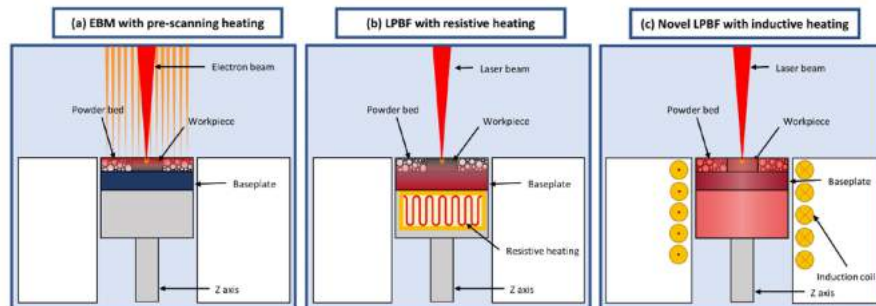 (a) EBM with pre-scanning heating
Electron beam
Powder bed
Workpiece
Baseplate
Z axis
(b) LPBF with resistive heating
Laser beam
Powder bed
Workpiece
Baseplate
Resistive heating
Z axis
(c) Novel LPBF with inductive heating
Laser beam
Powder bed
Workpiece
Baseplate
Induction coil
Z axis